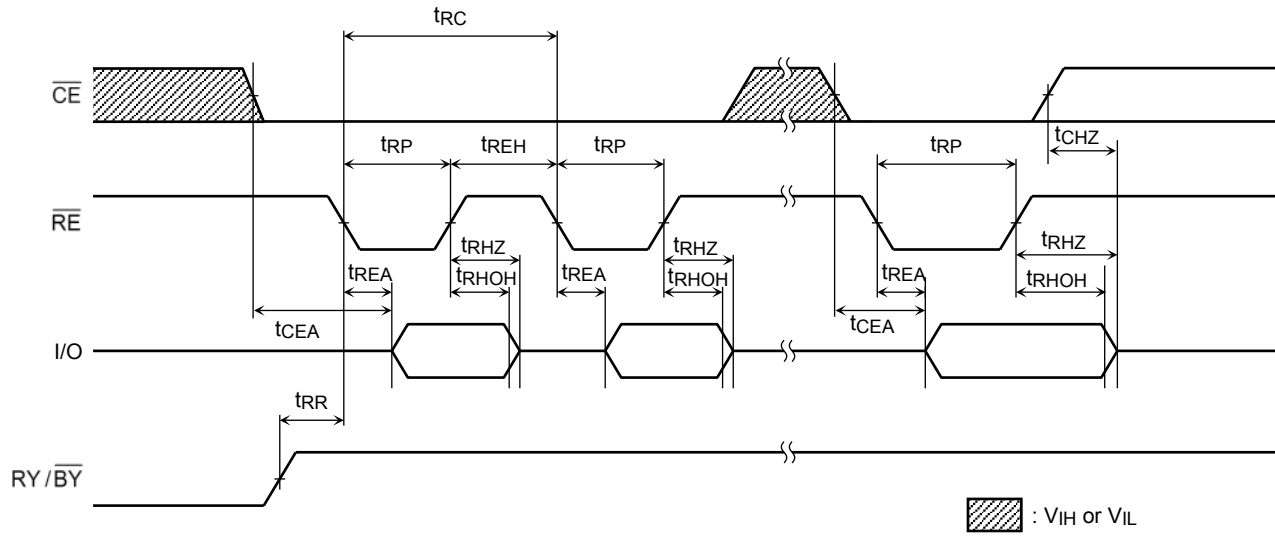 tRC
CE
tCHZ
tRP tREH tRP tRP
RE
tRHZ tRHZ tRHZ
tREA tRHOH tREA tRHOH tREA tRHOH
tCEA tCEA
I/O
tRR
RY / BY
: VIH or VIL